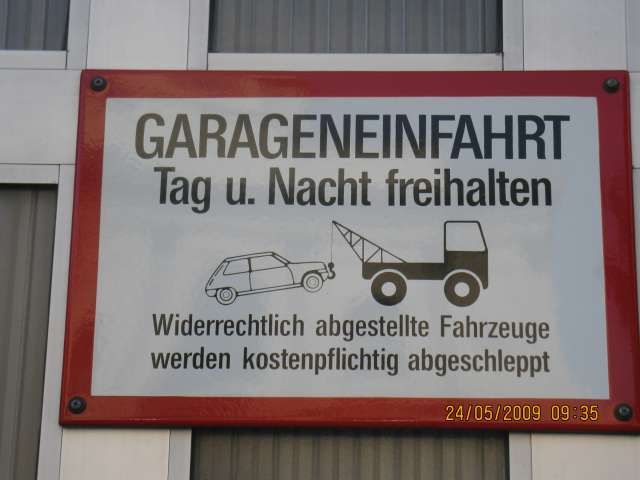 GARAGENEINFAHRT
Tag u. Nacht freihalten
Widerrechtlich abgestellte Fahrzeuge
werden kostenpflichtig abgeschleppt
24/05/2009 09:35